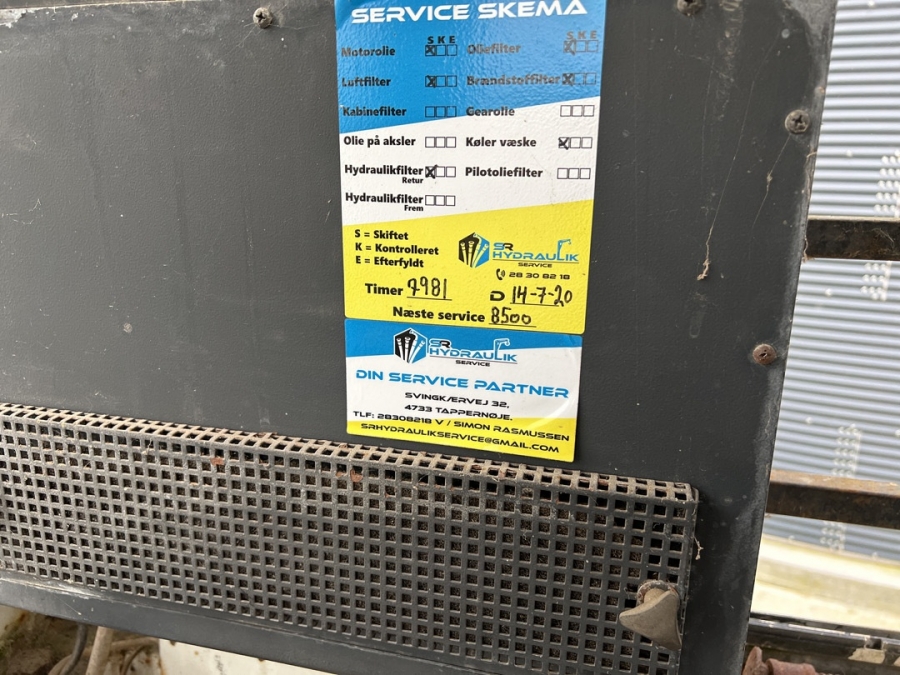 SERVICE SKEMA
S K E S K E
Motorolie Oliefilter
Luftfilter Brændstoffilter
Kabinefilter Gearolie
Olie på aksler Køler væske
Hydraulikfilter Pilotoliefilter
Retur
Hydraulikfilter
Frem
S = Skiftet
K = Kontrolleret
E = Efterfyldt
SR
HYDRAULIK
SERVICE
28 30 82 18
Timer 7981 D 14-7-20
Næste service 8500
SR
HYDRAULIK
SERVICE
DIN SERVICE PARTNER
SVINGKÆRVEJ 32,
4733 TAPPERNØJE.
TLF: 28308218 V / SIMON RASMUSSEN
SRHYDRAULIKSERVICE@GMAIL.COM